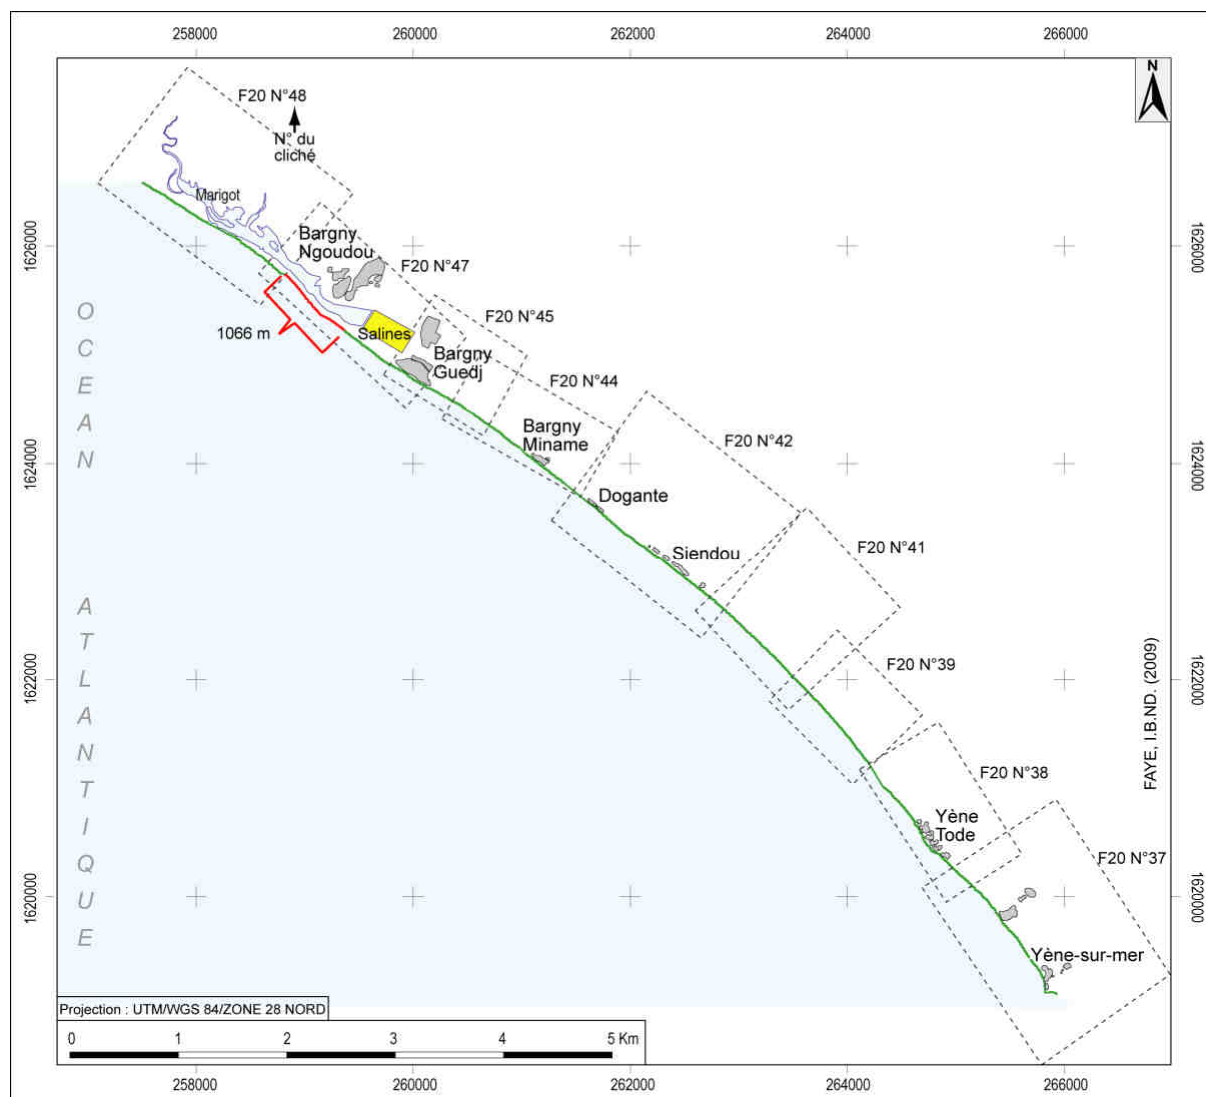 258000 260000 262000 264000 266000
N
F20 N°48
N° du
cliché
Marigot
Bargny
Ngoudou
F20 N°47
1626000 1626000
OCEAN
1066 m
Salines
F20 N°45
Bargny
Guedj
F20 N°44
Bargny
Miname
F20 N°42
1624000 1624000
Dogante
Siendou
F20 N°41
ATLANTIQUE
F20 N°39
1622000 1622000
FAYE, I.B.ND. (2009)
F20 N°38
Yène
Tode
F20 N°37
1620000 1620000
Yène-sur-mer
Projection : UTM/WGS 84/ZONE 28 NORD
0 1 2 3 4 5 Km
258000 260000 262000 264000 266000